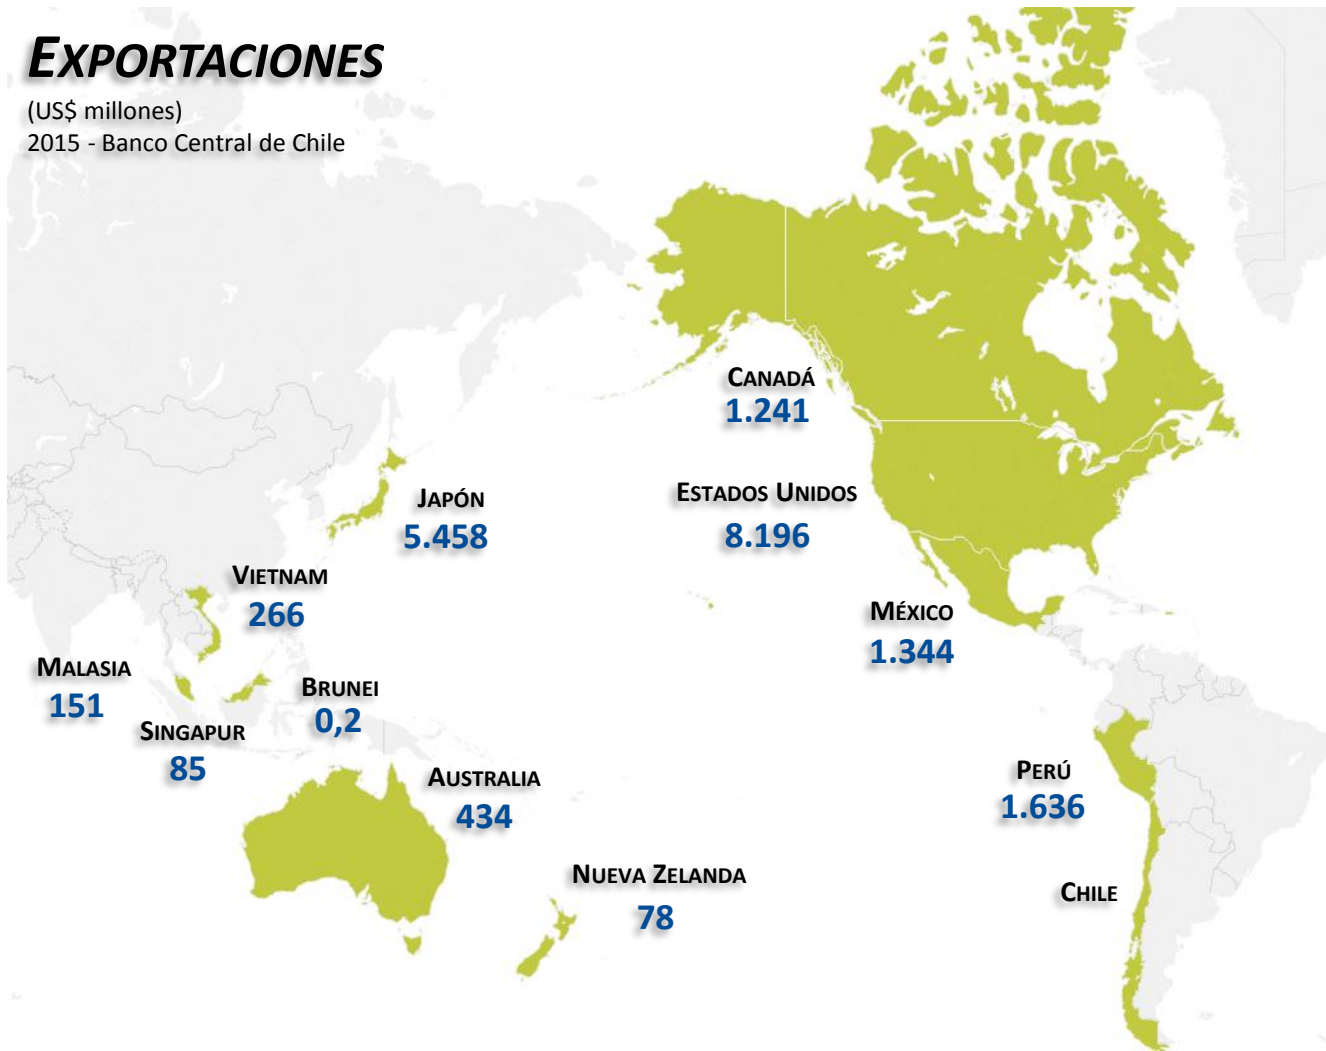 EXPORTACIONES
(US$ millones)
2015 - Banco Central de Chile
CANADÁ
1.241
ESTADOS UNIDOS
8.196
JAPÓN
5.458
VIETNAM
266
MÉXICO
1.344
MALASIA
151
BRUNEI
0,2
SINGAPUR
85
AUSTRALIA
434
PERÚ
1.636
NUEVA ZELANDA
78
CHILE